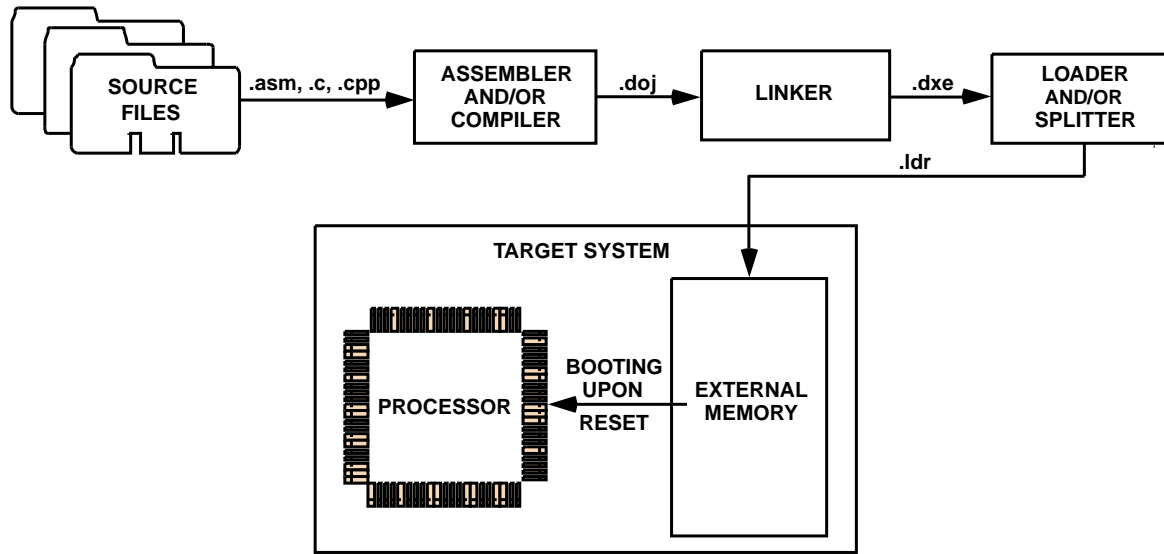 SOURCE
FILES
.asm, .c, .cpp
ASSEMBLER
AND/OR
COMPILER
.doj
LINKER
.dxe
LOADER
AND/OR
SPLITTER
.ldr
TARGET SYSTEM
PROCESSOR
BOOTING
UPON
RESET
EXTERNAL
MEMORY